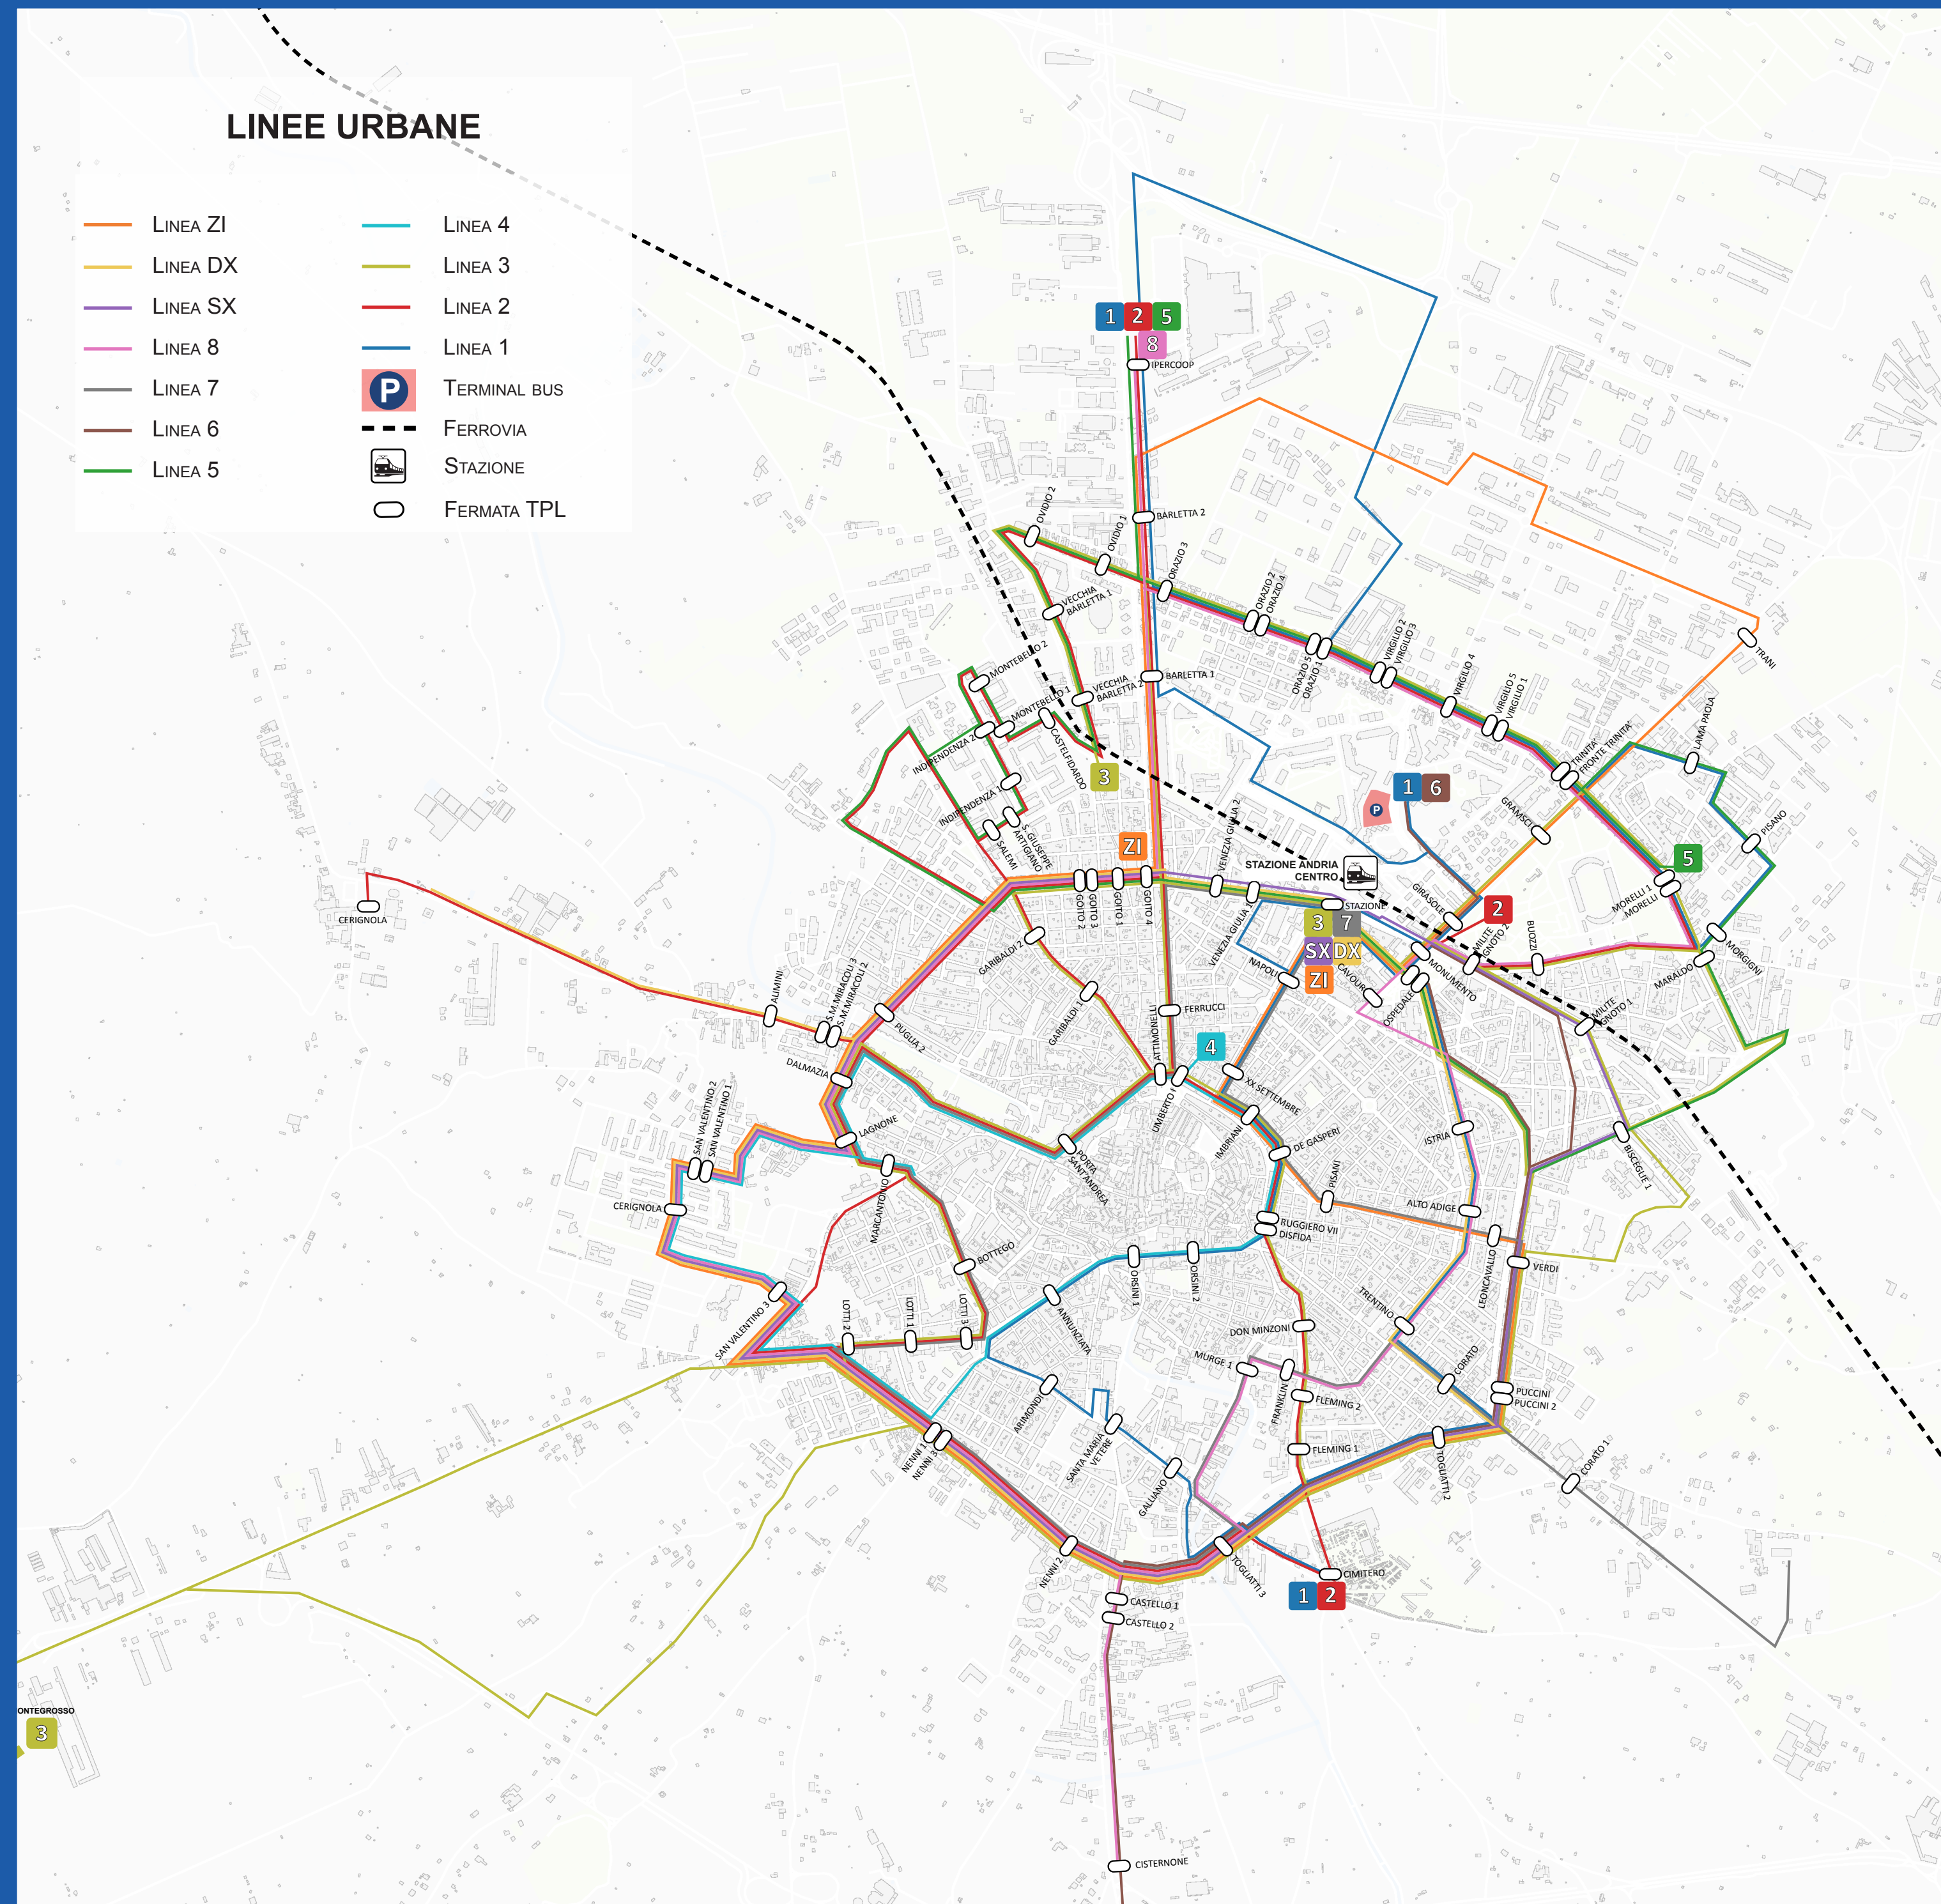 LINEE URBANE
LINEA ZI
LINEA DX
LINEA SX
LINEA 8
LINEA 7
LINEA 6
LINEA 5
LINEA 4
LINEA 3
LINEA 2
LINEA 1
P
TERMINAL BUS
FERROVIA
STAZIONE
FERMATA TPL
1 2 5
8
IPERCOOP
BARLETTA 2
OVIDIO 2
OVIDIO 1
ORAZIO 3
VECCHIA
BARLETTA 1
ORAZIO 2
ORAZIO 4
ORAZIO 5
ORAZIO 1
VIRGILIO 2
VIRGILIO 3
VIRGILIO 4
VIRGILIO 5
VIRGILIO 1
TRANI
MONTEBELLO 2
MONTEBELLO 1
VECCHIA
BARLETTA 2
BARLETTA 1
INDIPENDENZA 2
CASTELFIDARDO
3
INDIPENDENZA 1
S.GIUSEPPE
ARTIGIANO
SALEMI
TRINITA'
FRONTE TRINITA'
LAMA PAOLA
PISANO
GRAMSCI
1 6
P
ZI
VENEZIA GIULIA 2
STAZIONE ANDRIA
CENTRO
STAZIONE
GIRASOLE
2
5
MORELLI 1
MORELLI 1
CERIGNOLA
GOITO 2
GOITO 3
GOITO 1
GOITO 4
VENEZIA GIULIA 1
3 7
SX DX
ZI
NAPOLI
CAVOUR
OSPEDALE
MONUMENTO
MILITE
IGNOTO 2
BUOZZI
MORGIGNI
MARALDO
GARIBALDI 2
GARIBALDI 1
ALIMINI
S.M.MIRACOLI 3
S.M.MIRACOLI 2
PUGLIA 2
DALMAZIA
ATTIMONELLI
FERRUCCI
4
UMBERTO I
XX SETTEMBRE
MILITE
IGNOTO 1
SAN VALENTINO 2
SAN VALENTINO 1
LAGNONE
PORTA
SANT'ANDREA
IMBRIANI
DE GASPERI
ISTRIA
BISCEGLIE 1
CERIGNOLA
MARCANTONIO
PISANI
ALTO ADIGE
RUGGIERO VII
DISFIDA
BOTTEGO
ORSINI 1
ORSINI 2
LEONCAVALLO
VERDI
SAN VALENTINO 3
LOTTI 2
LOTTI 1
LOTTI 3
ANNUNZIATA
DON MINZONI
TRENTINO
MURGE 1
FRANKLIN
CORATO
ARIMONDI
FLEMING 2
PUCCINI
PUCCINI 2
NENNI 1
NENNI 3
SANTA MARIA
VETERE
FLEMING 1
TOGLIATTI 2
GALLIANO
CORATO 1
NENNI 2
TOGLIATTI 3
CIMITERO
1 2
CASTELLO 1
CASTELLO 2
ONTEGROSSO
3
CISTERNONE